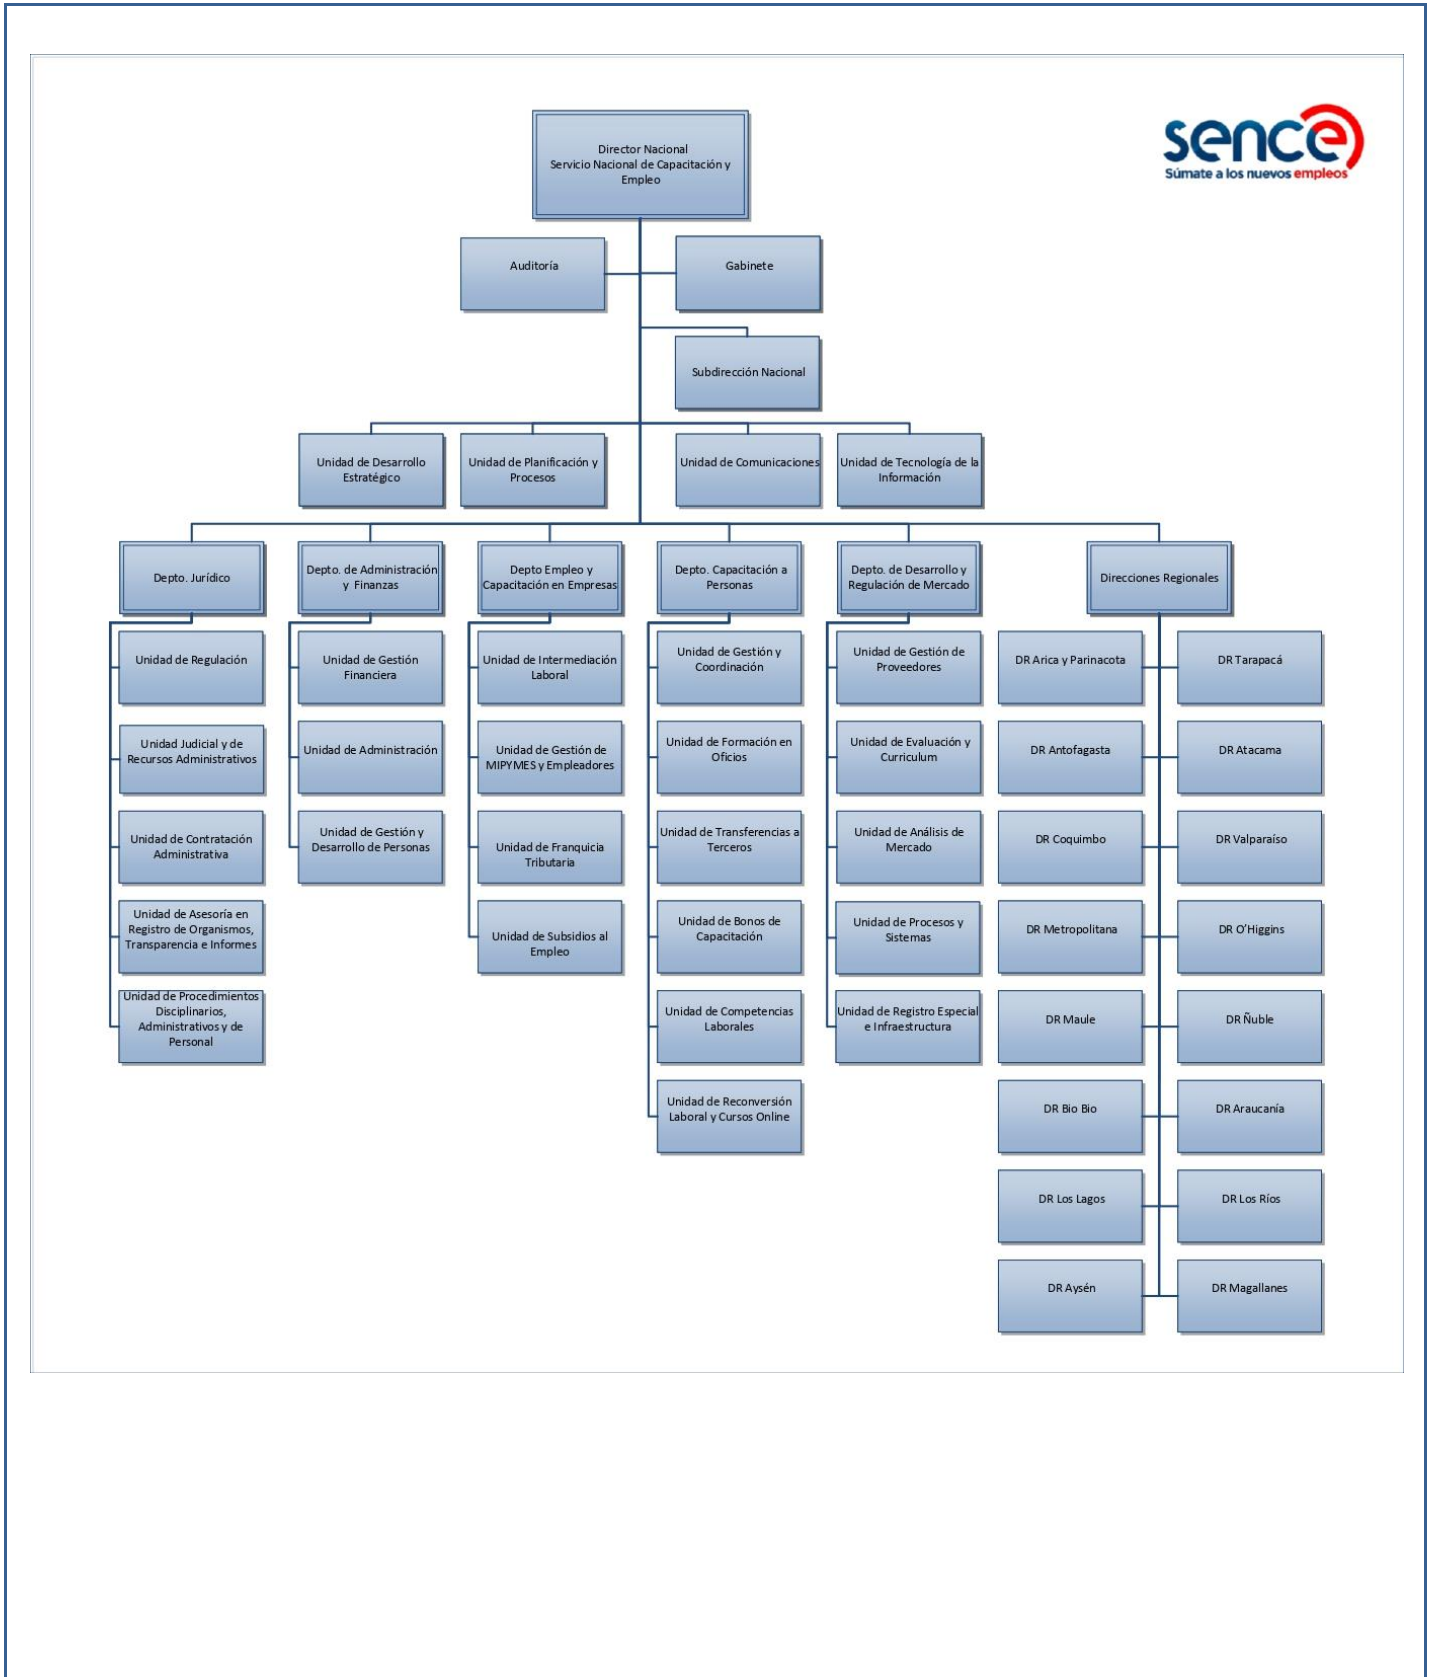 sence
Súmate a los nuevos empleos
Director Nacional
Servicio Nacional de Capacitación y
Empleo
Auditoría
Gabinete
Subdirección Nacional
Unidad de Desarrollo
Estratégico
Unidad de Planificación y
Procesos
Unidad de Comunicaciones
Unidad de Tecnología de la
Información
Depto. Jurídico
Depto. de Administración
y Finanzas
Depto Empleo y
Capacitación en Empresas
Depto. Capacitación a
Personas
Depto. de Desarrollo y
Regulación de Mercado
Direcciones Regionales
Unidad de Regulación
Unidad Judicial y de
Recursos Administrativos
Unidad de Contratación
Administrativa
Unidad de Asesoría en
Registro de Organismos,
Transparencia e Informes
Unidad de Procedimientos
Disciplinarios,
Administrativos y de
Personal
Unidad de Gestión
Financiera
Unidad de Administración
Unidad de Gestión y
Desarrollo de Personas
Unidad de Intermediación
Laboral
Unidad de Gestión de
MIPYMES y Empleadores
Unidad de Franquicia
Tributaria
Unidad de Subsidios al
Empleo
Unidad de Gestión y
Coordinación
Unidad de Formación en
Oficios
Unidad de Transferencias a
Terceros
Unidad de Bonos de
Capacitación
Unidad de Competencias
Laborales
Unidad de Reconversión
Laboral y Cursos Online
Unidad de Gestión de
Proveedores
Unidad de Evaluación y
Curriculum
Unidad de Análisis de
Mercado
Unidad de Procesos y
Sistemas
Unidad de Registro Especial
e Infraestructura
DR Arica y Parinacota
DR Tarapacá
DR Antofagasta
DR Atacama
DR Coquimbo
DR Valparaíso
DR Metropolitana
DR O’Higgins
DR Maule
DR Ñuble
DR Bio Bio
DR Araucanía
DR Los Lagos
DR Los Ríos
DR Aysén
DR Magallanes